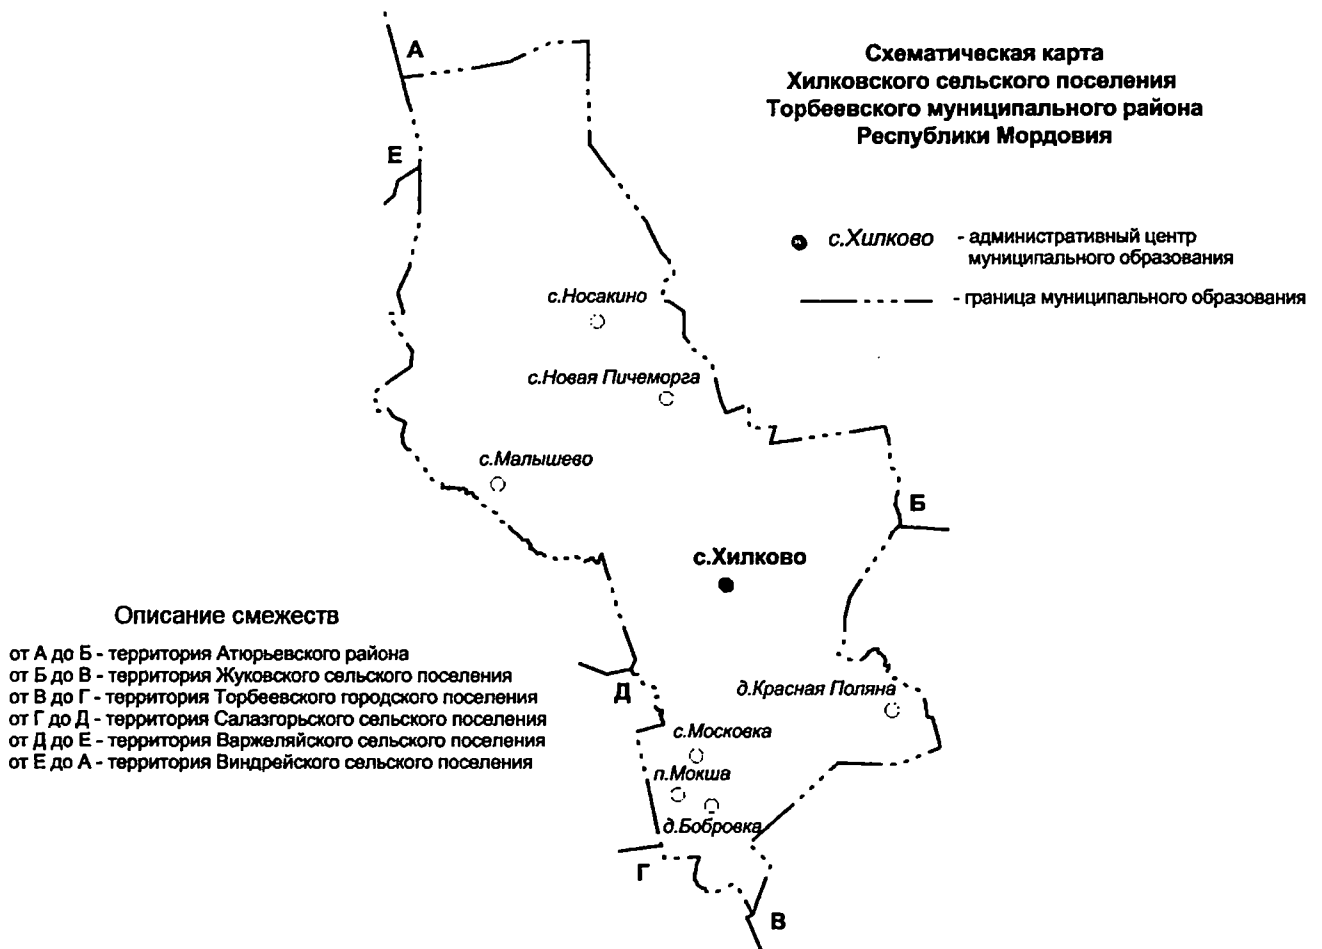 Схематическая карта
Хилковского сельского поселения
Торбеевского муниципального района
Республики Мордовия
А
Е
с.Хилково - административный центр
муниципального образования
- граница муниципального образования
с.Носакино
с.Новая Пичеморга
с.Малышево
Б
с.Хилково
Описание смежеств
от А до Б - территория Атюрьевского района
от Б до В - территория Жуковского сельского поселения
от В до Г - территория Торбеевского городского поселения
от Г до Д - территория Салазгорьского сельского поселения
от Д до Е - территория Варжеляйского сельского поселения
от Е до А - территория Виндрейского сельского поселения
Д
д.Красная Поляна
с.Московка
п.Мокша
д.Бобровка
Г
В